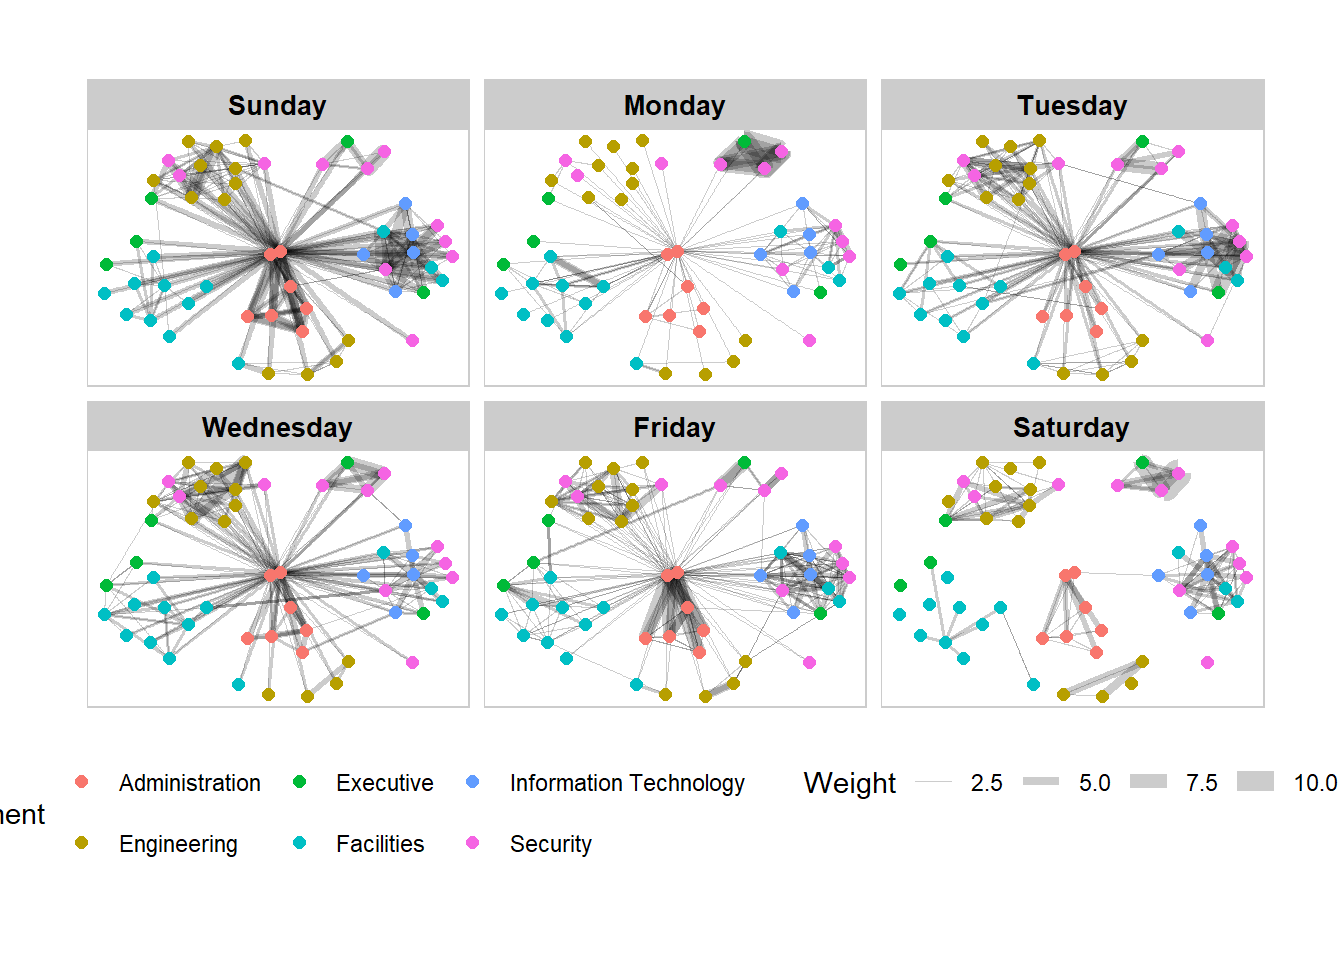 Sunday Monday Tuesday
Wednesday Friday Saturday
Administration Executive Information Technology Weight 2.5 5.0 7.5 10.0
Engineering Facilities Security